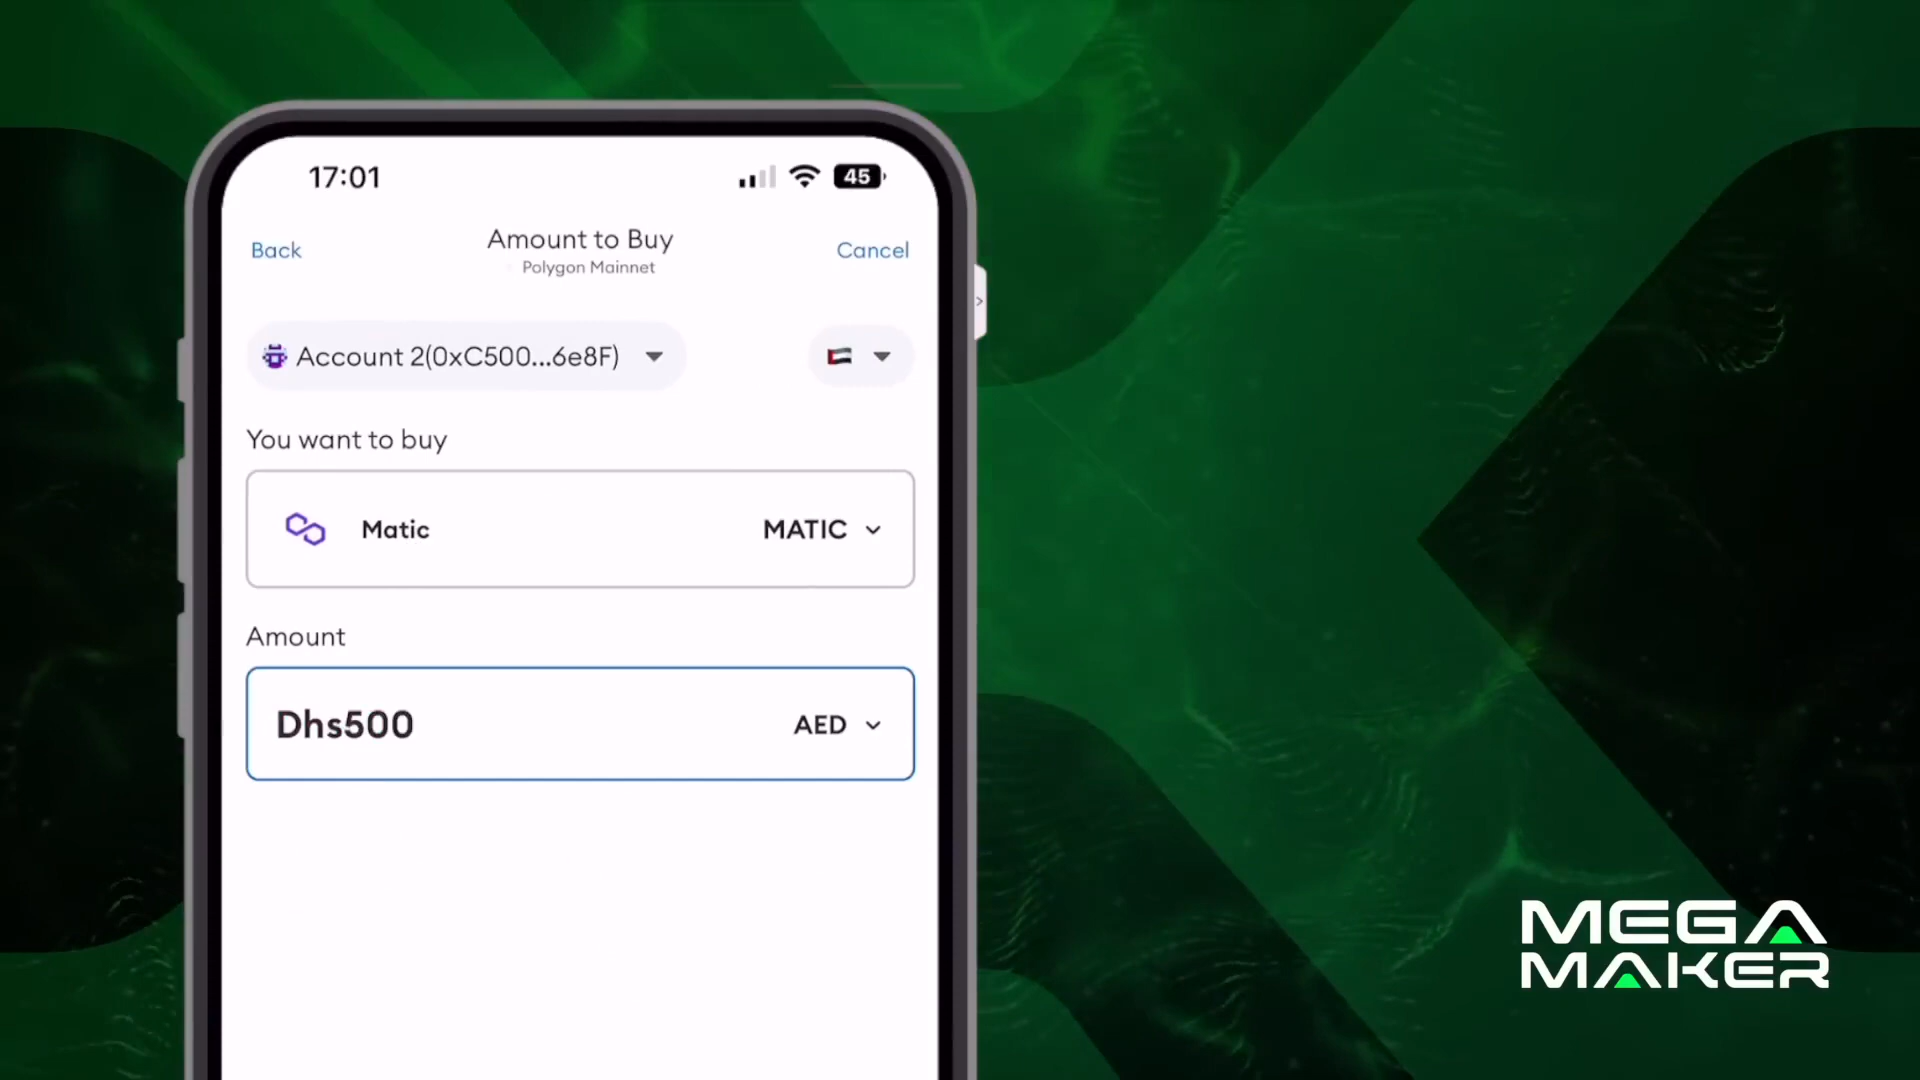 17:01
45
Back
Amount to Buy
Cancel
Polygon Mainnet
Account 2(0xC500...6e8F)
You want to buy
Matic
MATIC
Amount
Dhs500
AED
MEGA
MAKER